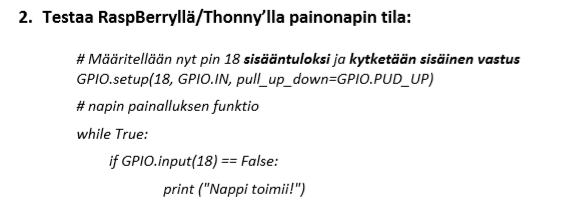 2. Testaa RaspBerryllä/Thonny’lla painonapin tila:
# Määritellään nyt pin 18 sisääntuloksi ja kytketään sisäinen vastus
GPIO.setup(18, GPIO.IN, pull_up_down=GPIO.PUD_UP)
# napin painalluksen funktio
while True:
if GPIO.input(18) == False:
print ("Nappi toimii!")